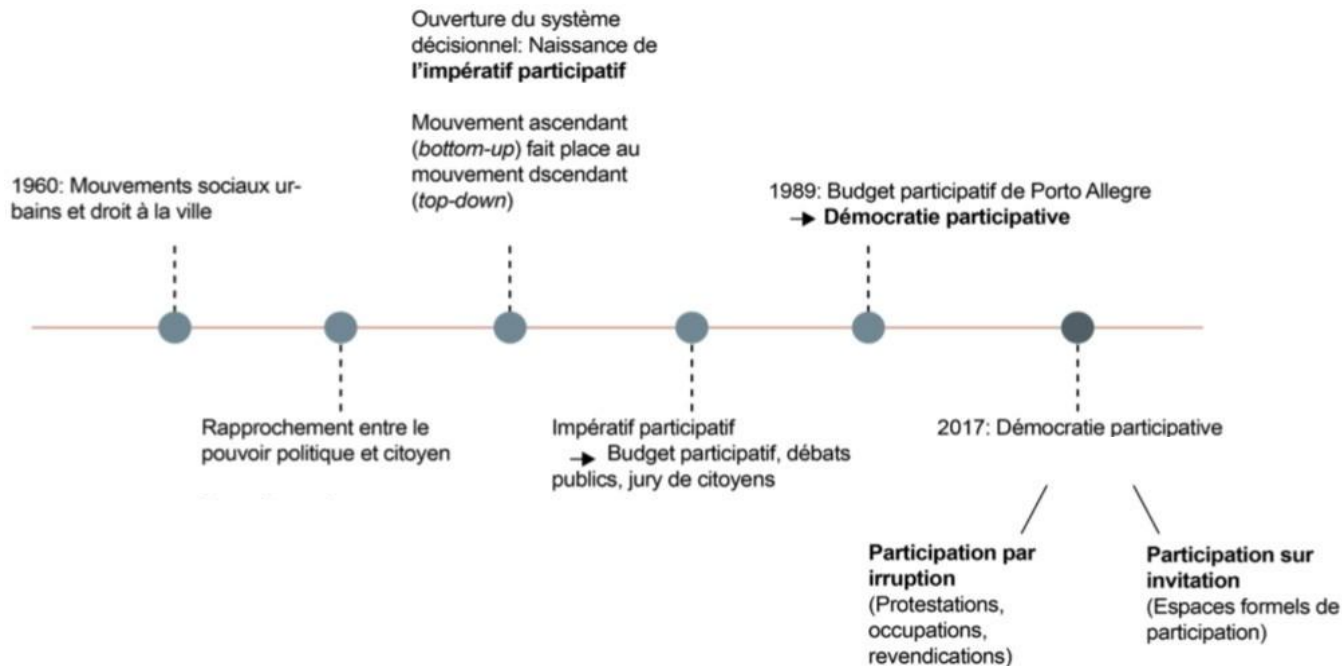 Ouverture du système
décisionnel: Naissance de
l'impératif participatif
Mouvement ascendant
(bottom-up) fait place au
mouvement dscendant
(top-down)
1960: Mouvements sociaux ur-
bains et droit à la ville
1989: Budget participatif de Porto Allegre
→ Démocratie participative
Rapprochement entre le
pouvoir politique et citoyen
Impératif participatif
→ Budget participatif, débats
publics, jury de citoyens
2017: Démocratie participative
Participation par
irruption
(Protestations,
occupations,
revendications)
Participation sur
invitation
(Espaces formels de
participation)